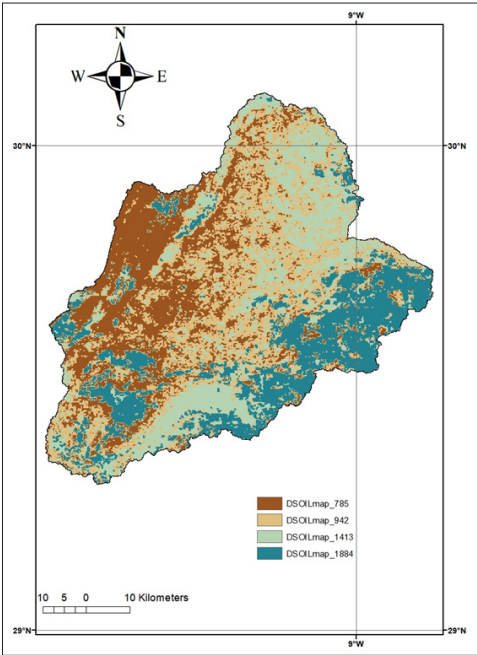 9°W
N
W
E
S
30°N
30°N
DSOILmap_785
DSOILmap_942
DSOILmap_1413
DSOILmap_1884
10 5 0 10 Kilometers
29°N
29°N
9°W